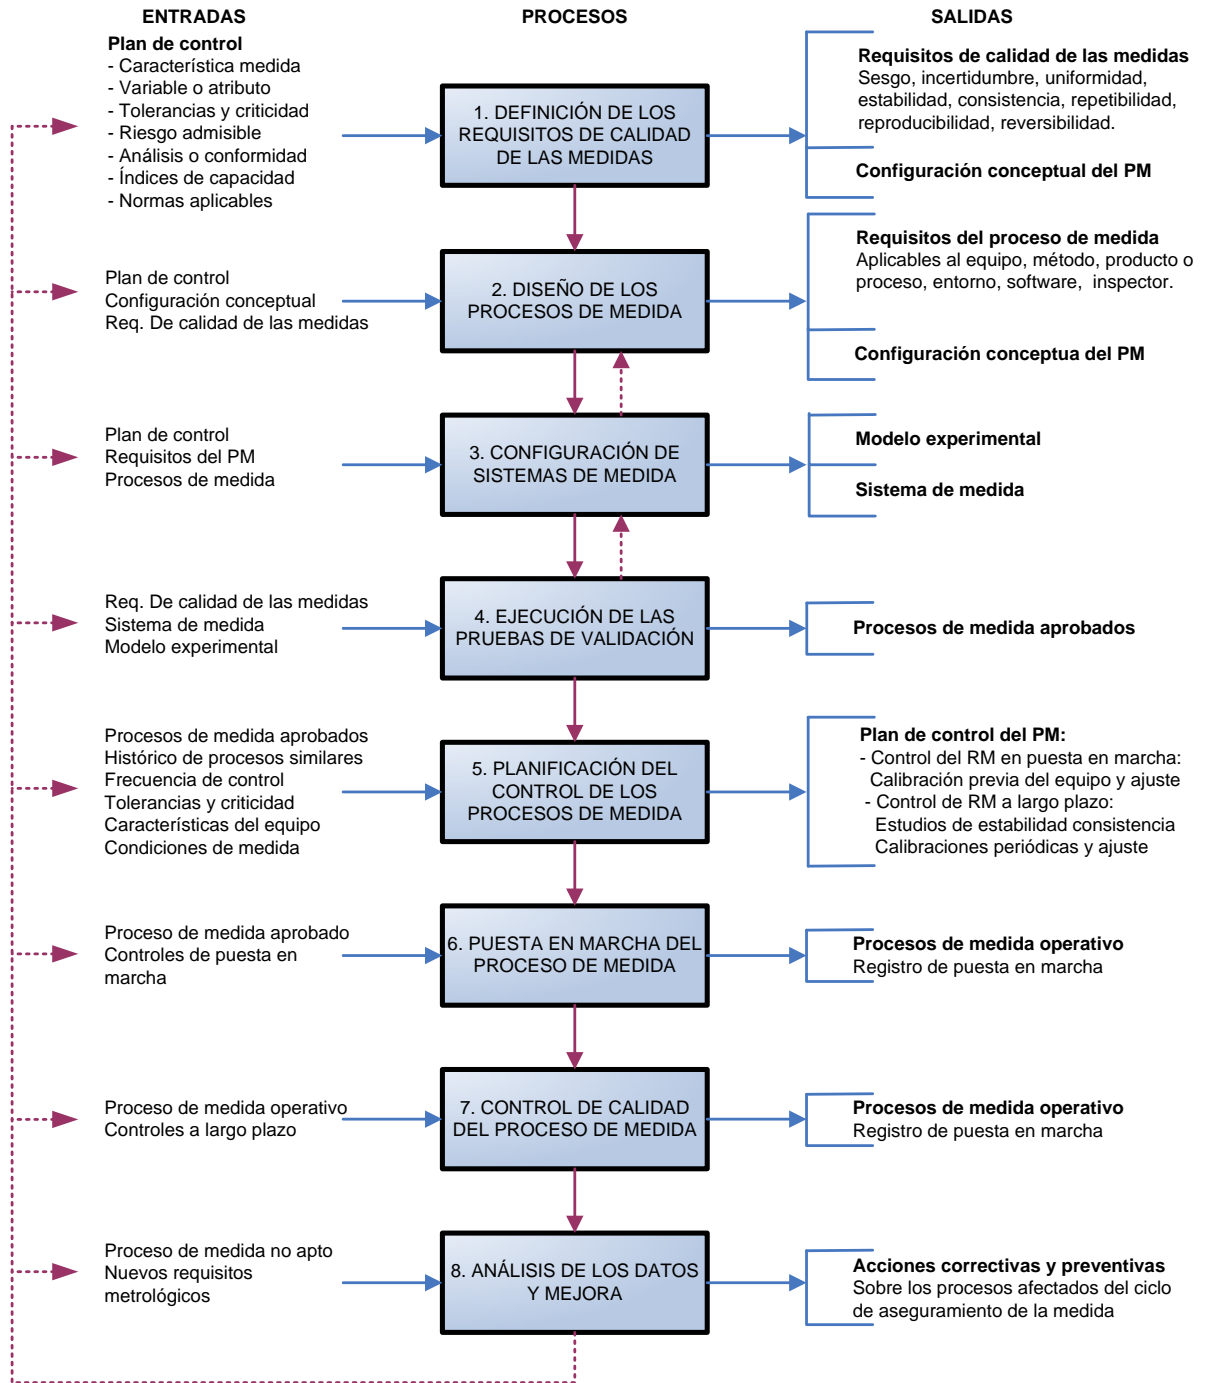 ENTRADAS
PROCESOS
SALIDAS
Plan de control
- Característica medida
- Variable o atributo
- Tolerancias y criticidad
- Riesgo admisible
- Análisis o conformidad
- Índices de capacidad
- Normas aplicables
1. DEFINICIÓN DE LOS
REQUISITOS DE CALIDAD
DE LAS MEDIDAS
Requisitos de calidad de las medidas
Sesgo, incertidumbre, uniformidad,
estabilidad, consistencia, repetibilidad,
reproducibilidad, reversibilidad.
Configuración conceptual del PM
Plan de control
Configuración conceptual
Req. De calidad de las medidas
2. DISEÑO DE LOS
PROCESOS DE MEDIDA
Requisitos del proceso de medida
Aplicables al equipo, método, producto o
proceso, entorno, software, inspector.
Configuración conceptua del PM
Plan de control
Requisitos del PM
Procesos de medida
3. CONFIGURACIÓN DE
SISTEMAS DE MEDIDA
Modelo experimental
Sistema de medida
Req. De calidad de las medidas
Sistema de medida
Modelo experimental
4. EJECUCIÓN DE LAS
PRUEBAS DE VALIDACIÓN
Procesos de medida aprobados
Procesos de medida aprobados
Histórico de procesos similares
Frecuencia de control
Tolerancias y criticidad
Características del equipo
Condiciones de medida
5. PLANIFICACIÓN DEL
CONTROL DE LOS
PROCESOS DE MEDIDA
Plan de control del PM:
- Control del RM en puesta en marcha:
Calibración previa del equipo y ajuste
- Control de RM a largo plazo:
Estudios de estabilidad consistencia
Calibraciones periódicas y ajuste
Proceso de medida aprobado
Controles de puesta en
marcha
6. PUESTA EN MARCHA DEL
PROCESO DE MEDIDA
Procesos de medida operativo
Registro de puesta en marcha
Proceso de medida operativo
Controles a largo plazo
7. CONTROL DE CALIDAD
DEL PROCESO DE MEDIDA
Procesos de medida operativo
Registro de puesta en marcha
Proceso de medida no apto
Nuevos requisitos
metrológicos
8. ANÁLISIS DE LOS DATOS
Y MEJORA
Acciones correctivas y preventivas
Sobre los procesos afectados del ciclo
de aseguramiento de la medida